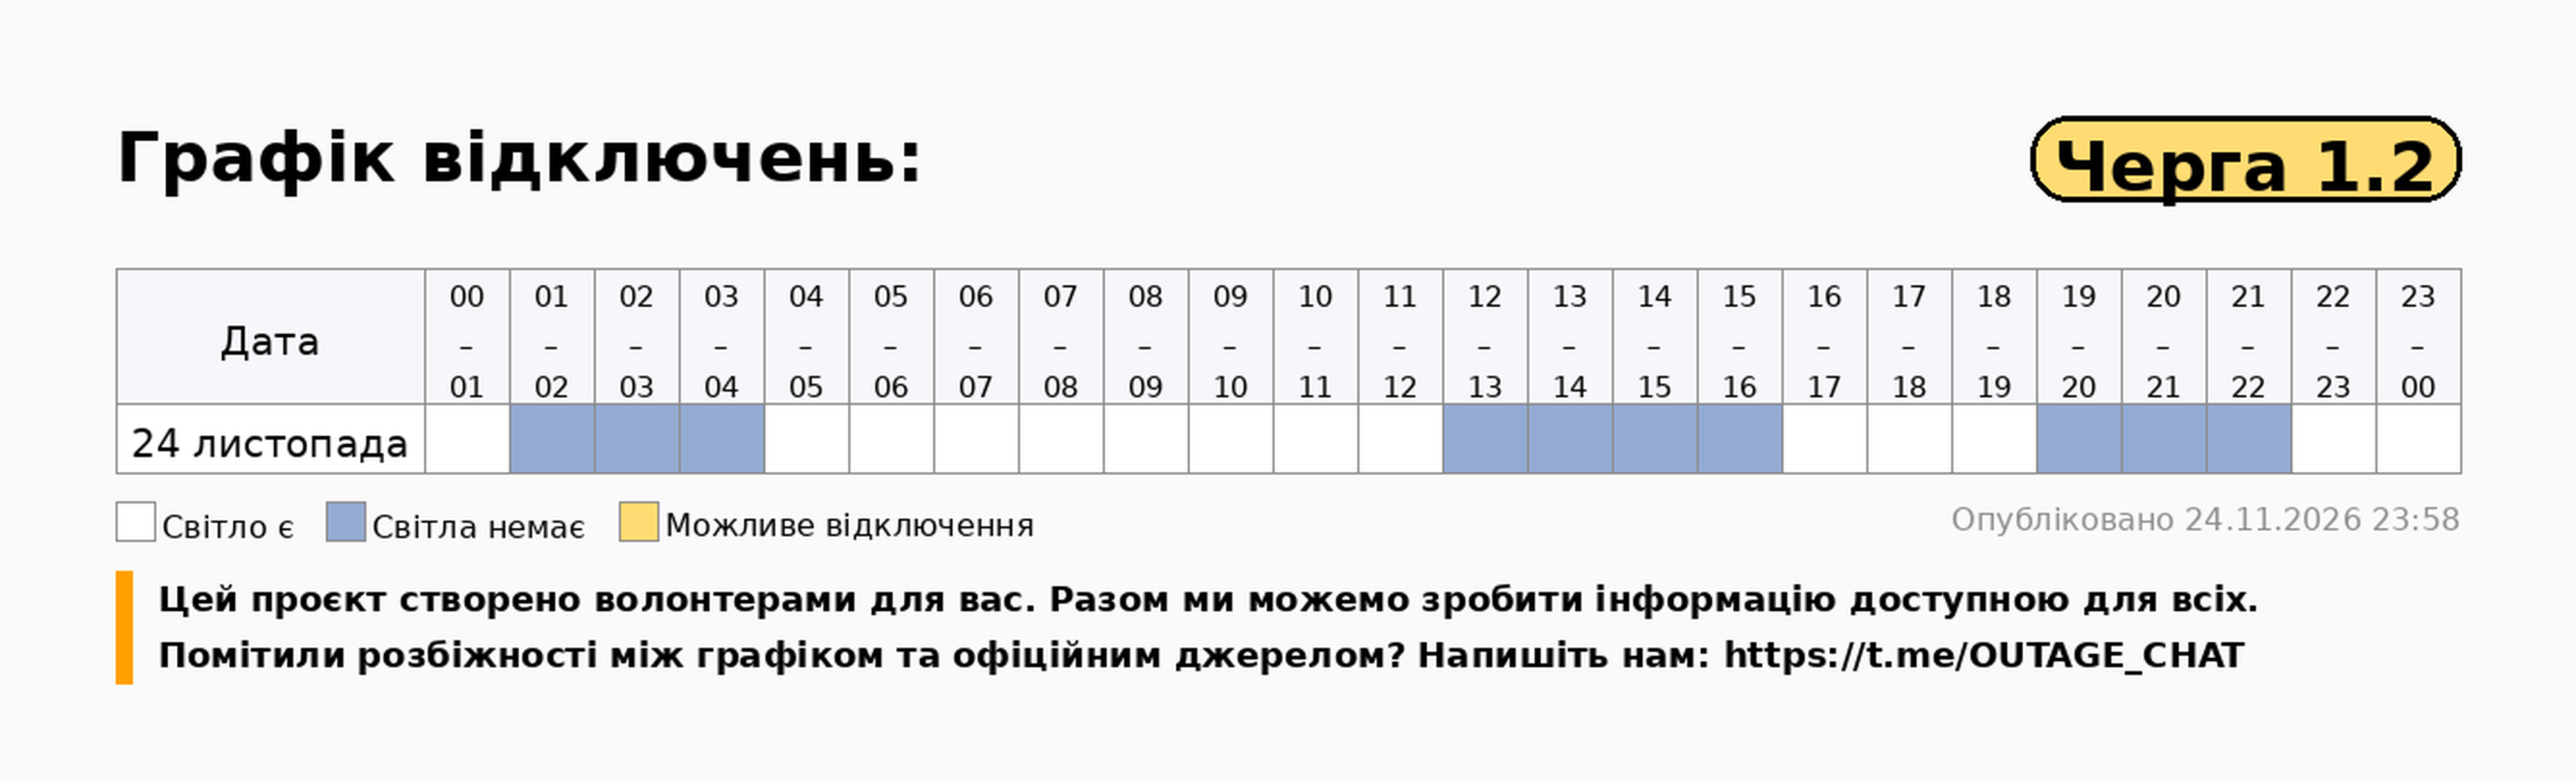 Графік відключень:
Черга 1.2
Дата
00 – 01
01 – 02
02 – 03
03 – 04
04 – 05
05 – 06
06 – 07
07 – 08
08 – 09
09 – 10
10 – 11
11 – 12
12 – 13
13 – 14
14 – 15
15 – 16
16 – 17
17 – 18
18 – 19
19 – 20
20 – 21
21 – 22
22 – 23
23 – 00
24 листопада
Світло є
Світла немає
Можливе відключення
Опубліковано 24.11.2026 23:58
Цей проєкт створено волонтерами для вас. Разом ми можемо зробити інформацію доступною для всіх.
Помітили розбіжності між графіком та офіційним джерелом? Напишіть нам: https://t.me/OUTAGE_CHAT